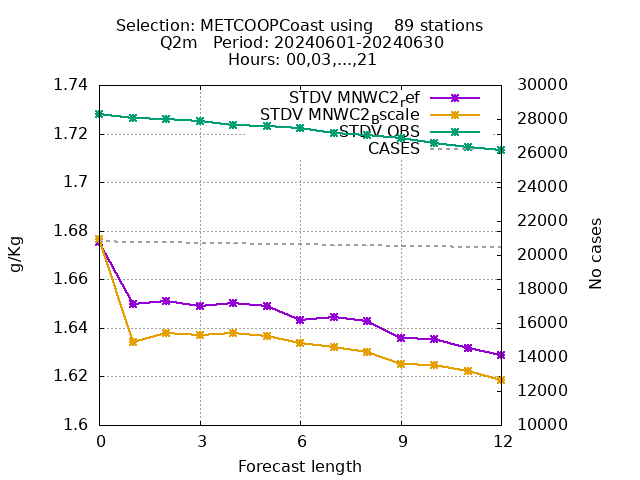 Selection: METCOOPCoast using    89 stations
Q2m   Period: 20240601-20240630
Hours: 00,03,...,21
STDV MNWC2ref
STDV MNWC2Bscale
STDV OBS
CASES
1.74
1.72
1.7
1.68
1.66
1.64
1.62
1.6
30000
28000
26000
24000
22000
20000
18000
16000
14000
12000
10000
g/Kg
No cases
0 3 6 9 12
Forecast length